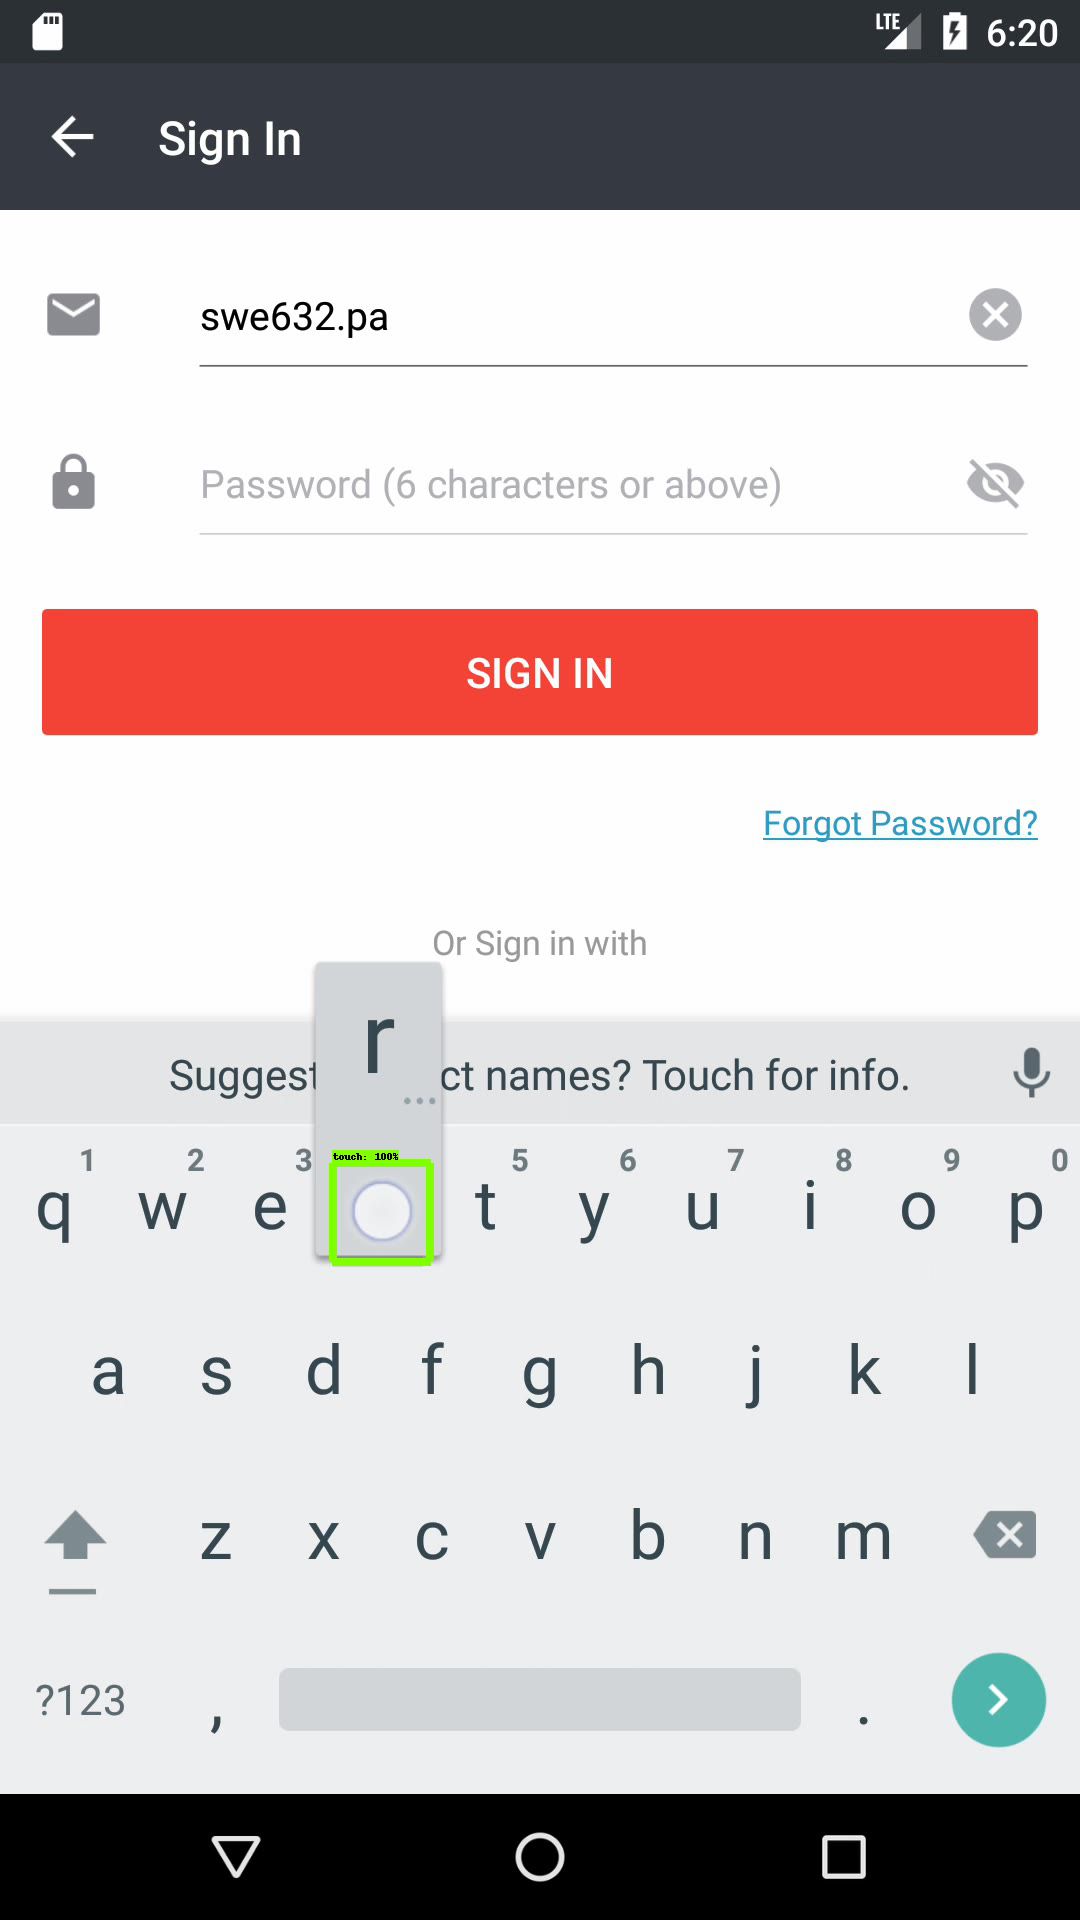 LTE 6:20
Sign In
swe632.pa
Password (6 characters or above)
SIGN IN
Forgot Password?
Or Sign in with
r
Suggest ct names? Touch for info.
...
touch: 100%
1 2 3 5 6 7 8 9 0
q w e t y u i o p
a s d f g h j k l
z x c v b n m
?123 , .